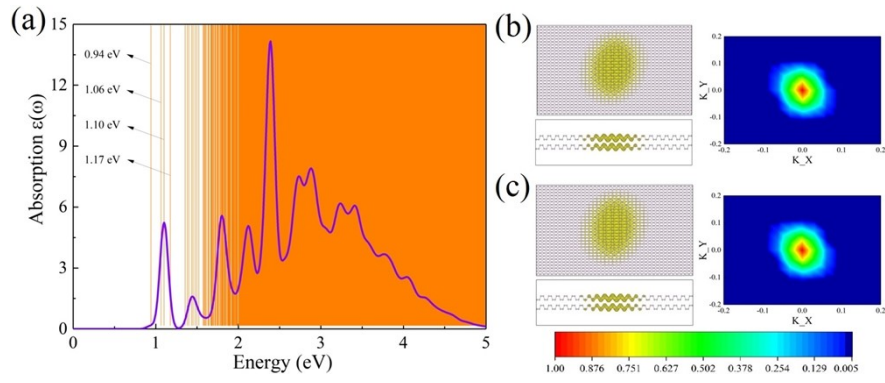 (a)
15
12
9
6
3
0
Absorption ε(ω)
0.94 eV
1.06 eV
1.10 eV
1.17 eV
0 1 2 3 4 5
Energy (eV)
(b)
0.2
0.1
0.0
-0.1
-0.2
K_Y
-0.2 -0.1 0.0 0.1 0.2
K_X
(c)
0.2
0.1
0.0
-0.1
-0.2
K_Y
-0.2 -0.1 0.0 0.1 0.2
K_X
1.00 0.876 0.751 0.627 0.502 0.378 0.254 0.129 0.005